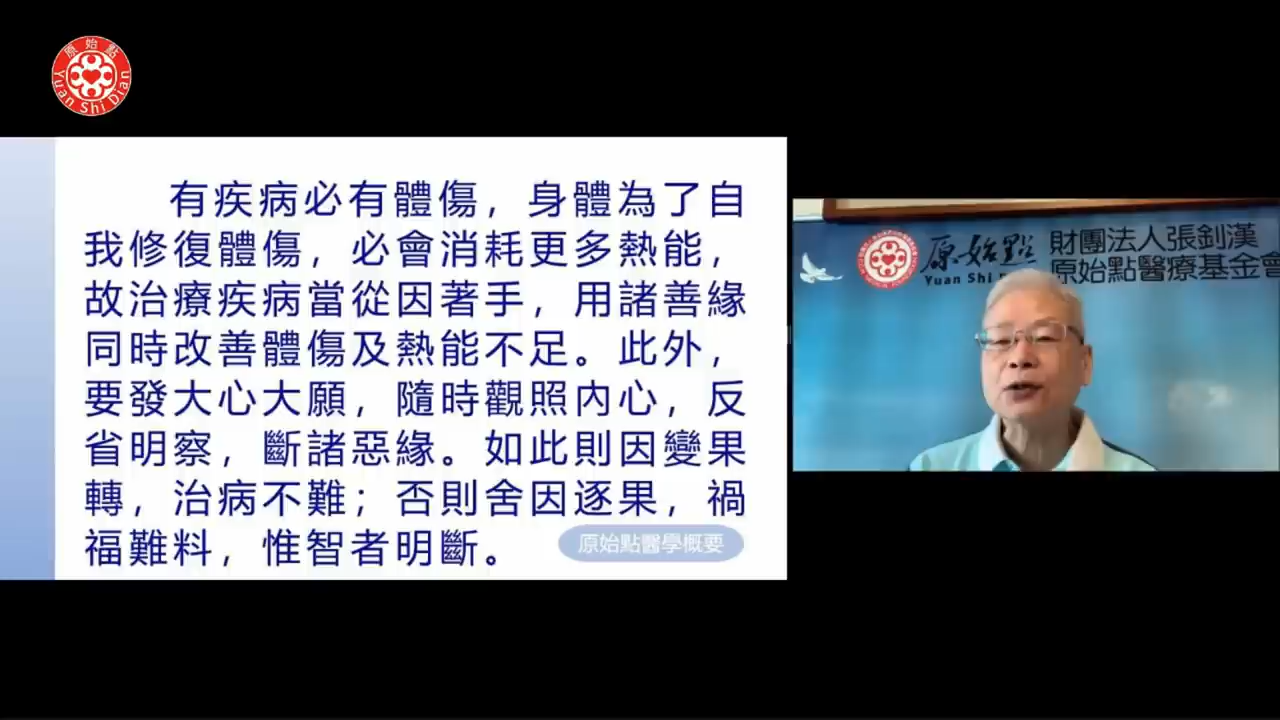 原始點
Yuan Shi Dian
有疾病必有體傷，身體為了自
我修復體傷，必會消耗更多熱能，
故治療疾病當從因著手，用諸善緣
同時改善體傷及熱能不足。此外，
要發大心大願，隨時觀照內心，反
省明察，斷諸惡緣。如此則因變果
轉，治病不難；否則舍因逐果，禍
福難料，惟智者明斷。
原始點醫學概要
原始點
Yuan Shi
財團法人張釗漢
原始點醫療基金會